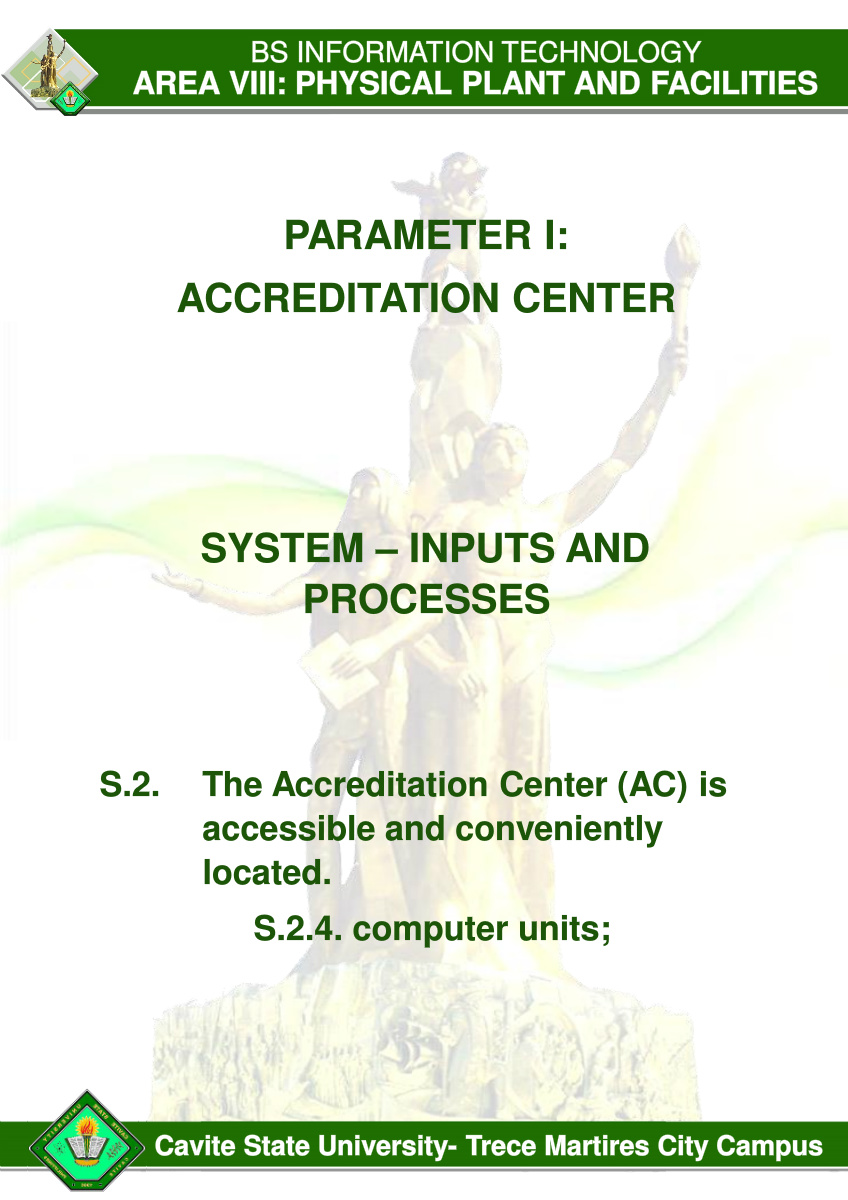 BS INFORMATION TECHNOLOGY
AREA VIII: PHYSICAL PLANT AND FACILITIES
PARAMETER I:
ACCREDITATION CENTER
SYSTEM – INPUTS AND
PROCESSES
S.2. The Accreditation Center (AC) is
accessible and conveniently
located.
S.2.4. computer units;
Cavite State University- Trece Martires City Campus